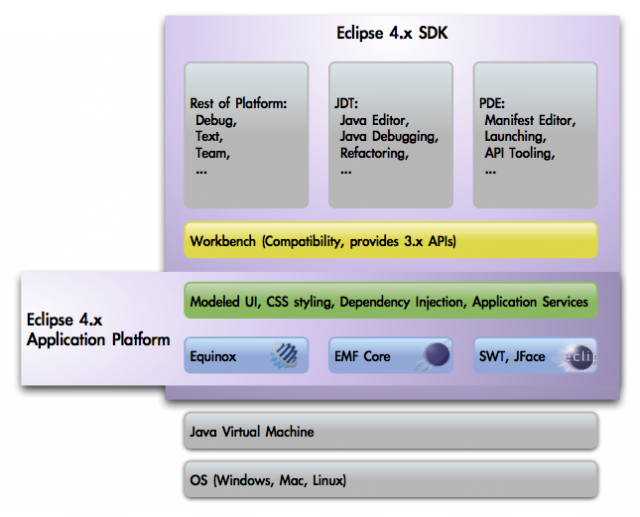 Eclipse 4.x SDK
Rest of Platform:
Debug,
Text,
Team,
...
JDT:
Java Editor,
Java Debugging,
Refactoring,
...
PDE:
Manifest Editor,
Launching,
API Tooling,
...
Workbench (Compatibility, provides 3.x APIs)
Eclipse 4.x
Application Platform
Modeled UI, CSS styling, Dependency Injection, Application Services
Equinox
EMF Core
SWT, JFace
ecli
Java Virtual Machine
OS (Windows, Mac, Linux)